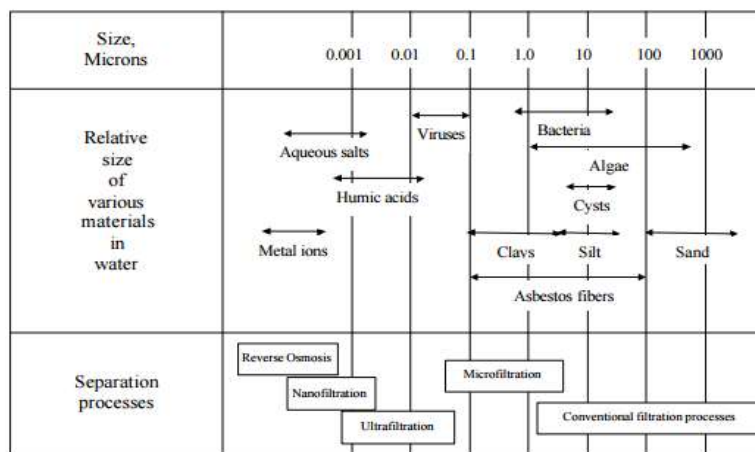 Size,
Microns
0.001 0.01 0.1 1.0 10 100 1000
Relative
size
of
various
materials
in
water
Viruses
Bacteria
Aqueous salts
Algae
Humic acids
Cysts
Metal ions
Clays
Silt
Sand
Asbestos fibers
Separation
processes
Reverse Osmosis
Nanofiltration
Ultrafiltration
Microfiltration
Conventional filtration processes